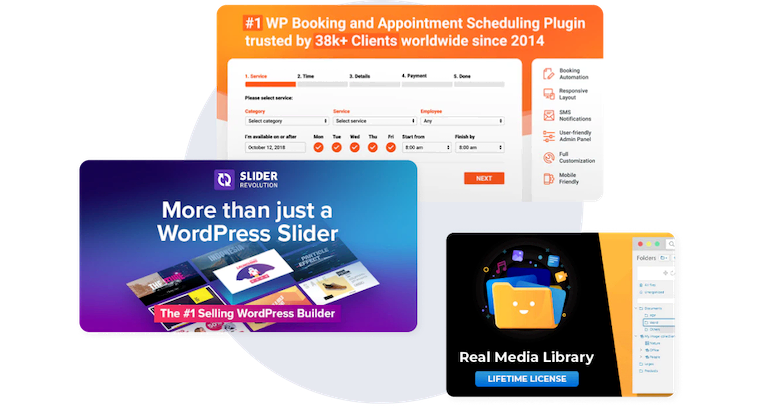 #1 WP Booking and Appointment Scheduling Plugin
trusted by 38k+ Clients worldwide since 2014
1. Service
2. Time
3. Details
4. Payment
5. Done
Please select service:
Category
Service
Employee
Select category
Select service
Any
I'm available on or after
Mon
Tue
Wed
Thu
Fri
Start from
Finish by
October 12, 2018
8:00 am
8:00 am
NEXT
Booking
Automation
Responsive
Layout
SMS
Notifications
User-friendly
Admin Panel
Full
Customization
Mobile
Friendly
SLIDER
REVOLUTION
More than just a
WordPress Slider
PARTICLE
EFFECT
The #1 Selling WordPress Builder
Folders
Real Media Library
LIFETIME LICENSE